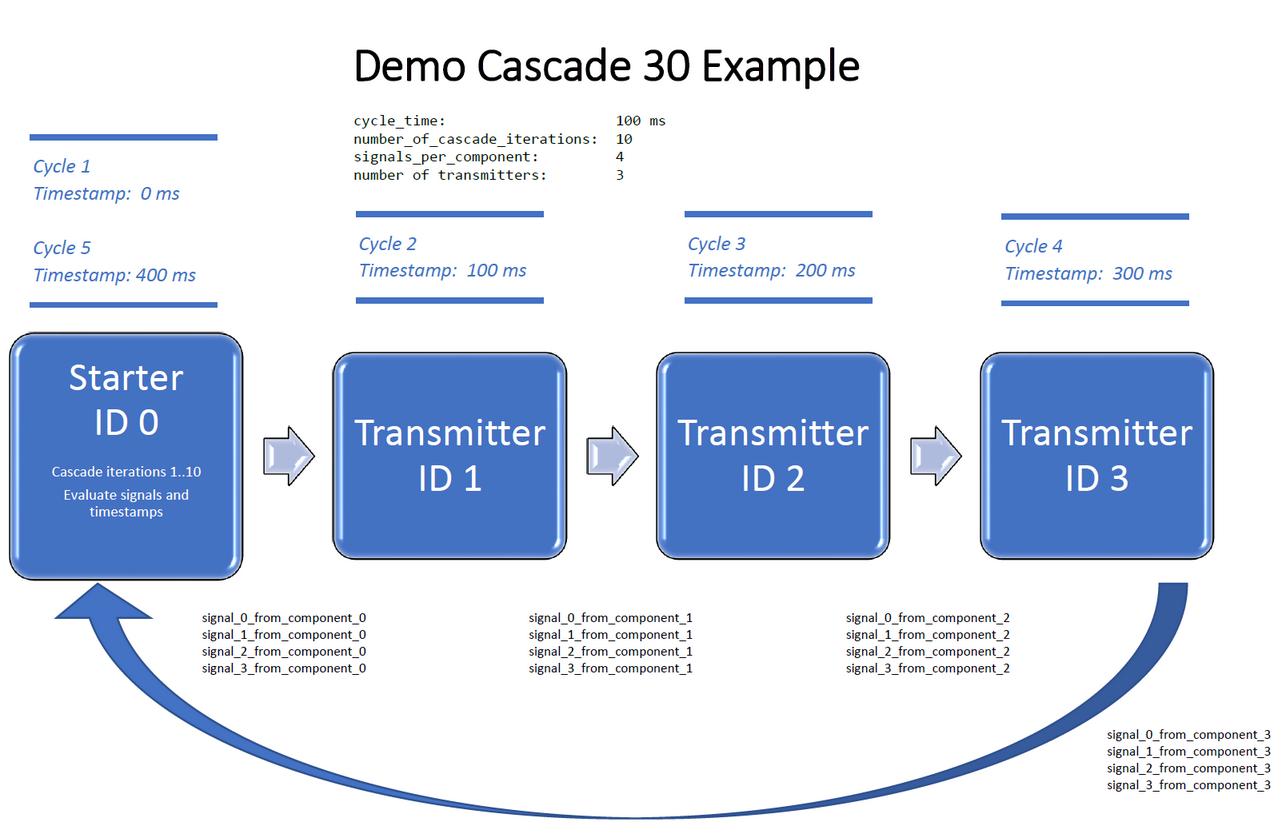 Demo Cascade 30 Example
cycle_time: 100 ms
number_of_cascade_iterations: 10
signals_per_component: 4
number of transmitters: 3
Cycle 1
Timestamp: 0 ms
Cycle 5
Timestamp: 400 ms
Cycle 2
Timestamp: 100 ms
Cycle 3
Timestamp: 200 ms
Cycle 4
Timestamp: 300 ms
Starter
ID 0
Cascade iterations 1..10
Evaluate signals and
timestamps
Transmitter
ID 1
Transmitter
ID 2
Transmitter
ID 3
signal_0_from_component_0
signal_1_from_component_0
signal_2_from_component_0
signal_3_from_component_0
signal_0_from_component_1
signal_1_from_component_1
signal_2_from_component_1
signal_3_from_component_1
signal_0_from_component_2
signal_1_from_component_2
signal_2_from_component_2
signal_3_from_component_2
signal_0_from_component_3
signal_1_from_component_3
signal_2_from_component_3
signal_3_from_component_3